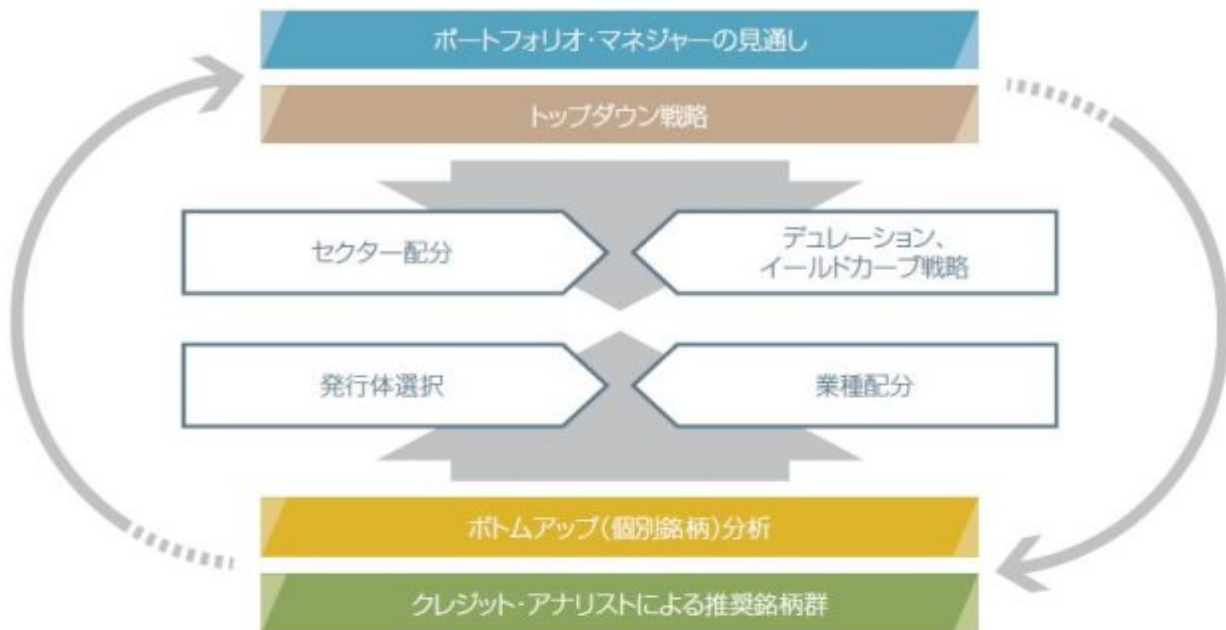 ポートフォリオ・マネジャーの見通し
トップダウン戦略
セクター配分
デュレーション、
イールドカーブ戦略
発行体選択
業種配分
ボトムアップ(個別銘柄)分析
クレジット・アナリストによる推奨銘柄群